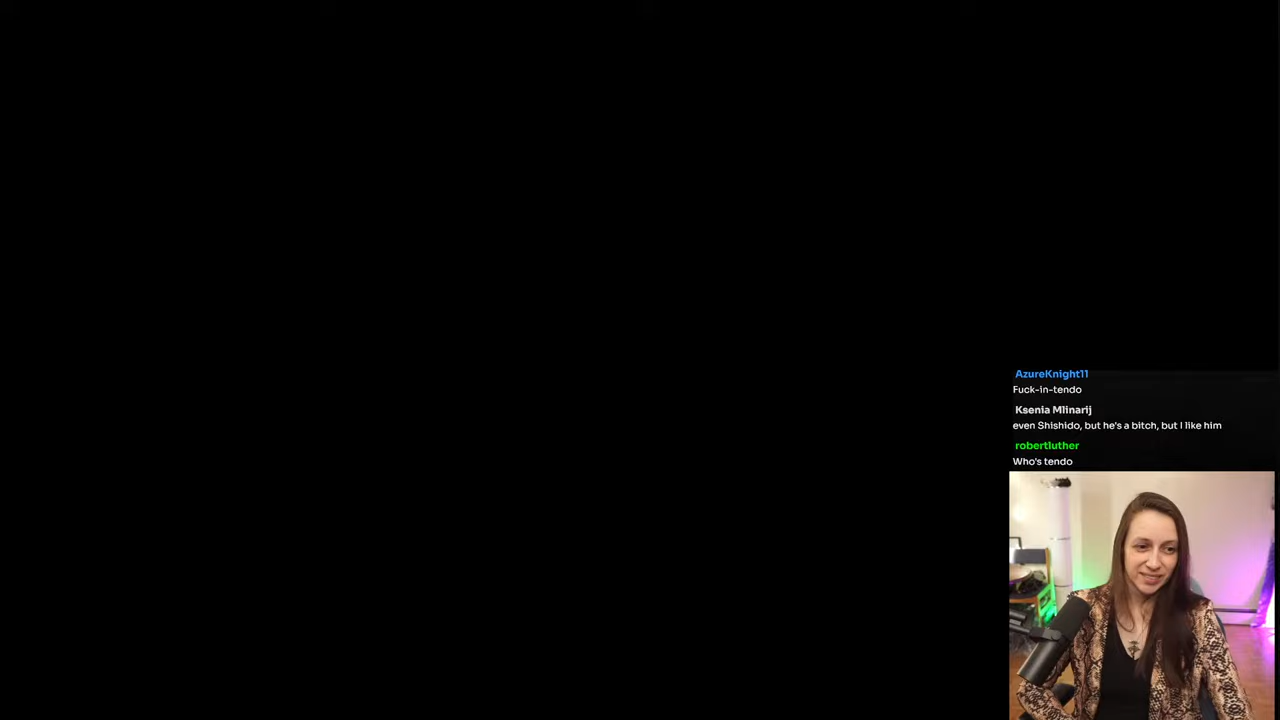 AzureKnight11
Fuck-in-tendo
Ksenia Mlinarij
even Shishido, but he's a bitch, but I like him
robertluther
Who's tendo